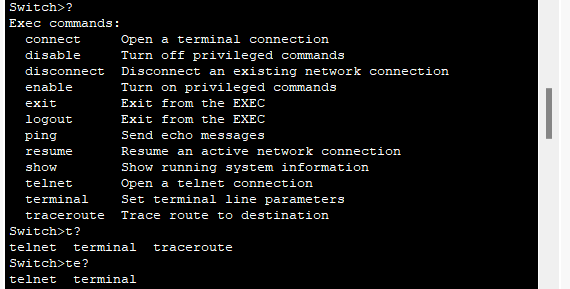 Switch>?
Exec commands:
  connect     Open a terminal connection
  disable     Turn off privileged commands
  disconnect  Disconnect an existing network connection
  enable      Turn on privileged commands
  exit        Exit from the EXEC
  logout      Exit from the EXEC
  ping        Send echo messages
  resume      Resume an active network connection
  show        Show running system information
  telnet      Open a telnet connection
  terminal    Set terminal line parameters
  traceroute  Trace route to destination
Switch>t?
telnet  terminal  traceroute
Switch>te?
telnet  terminal